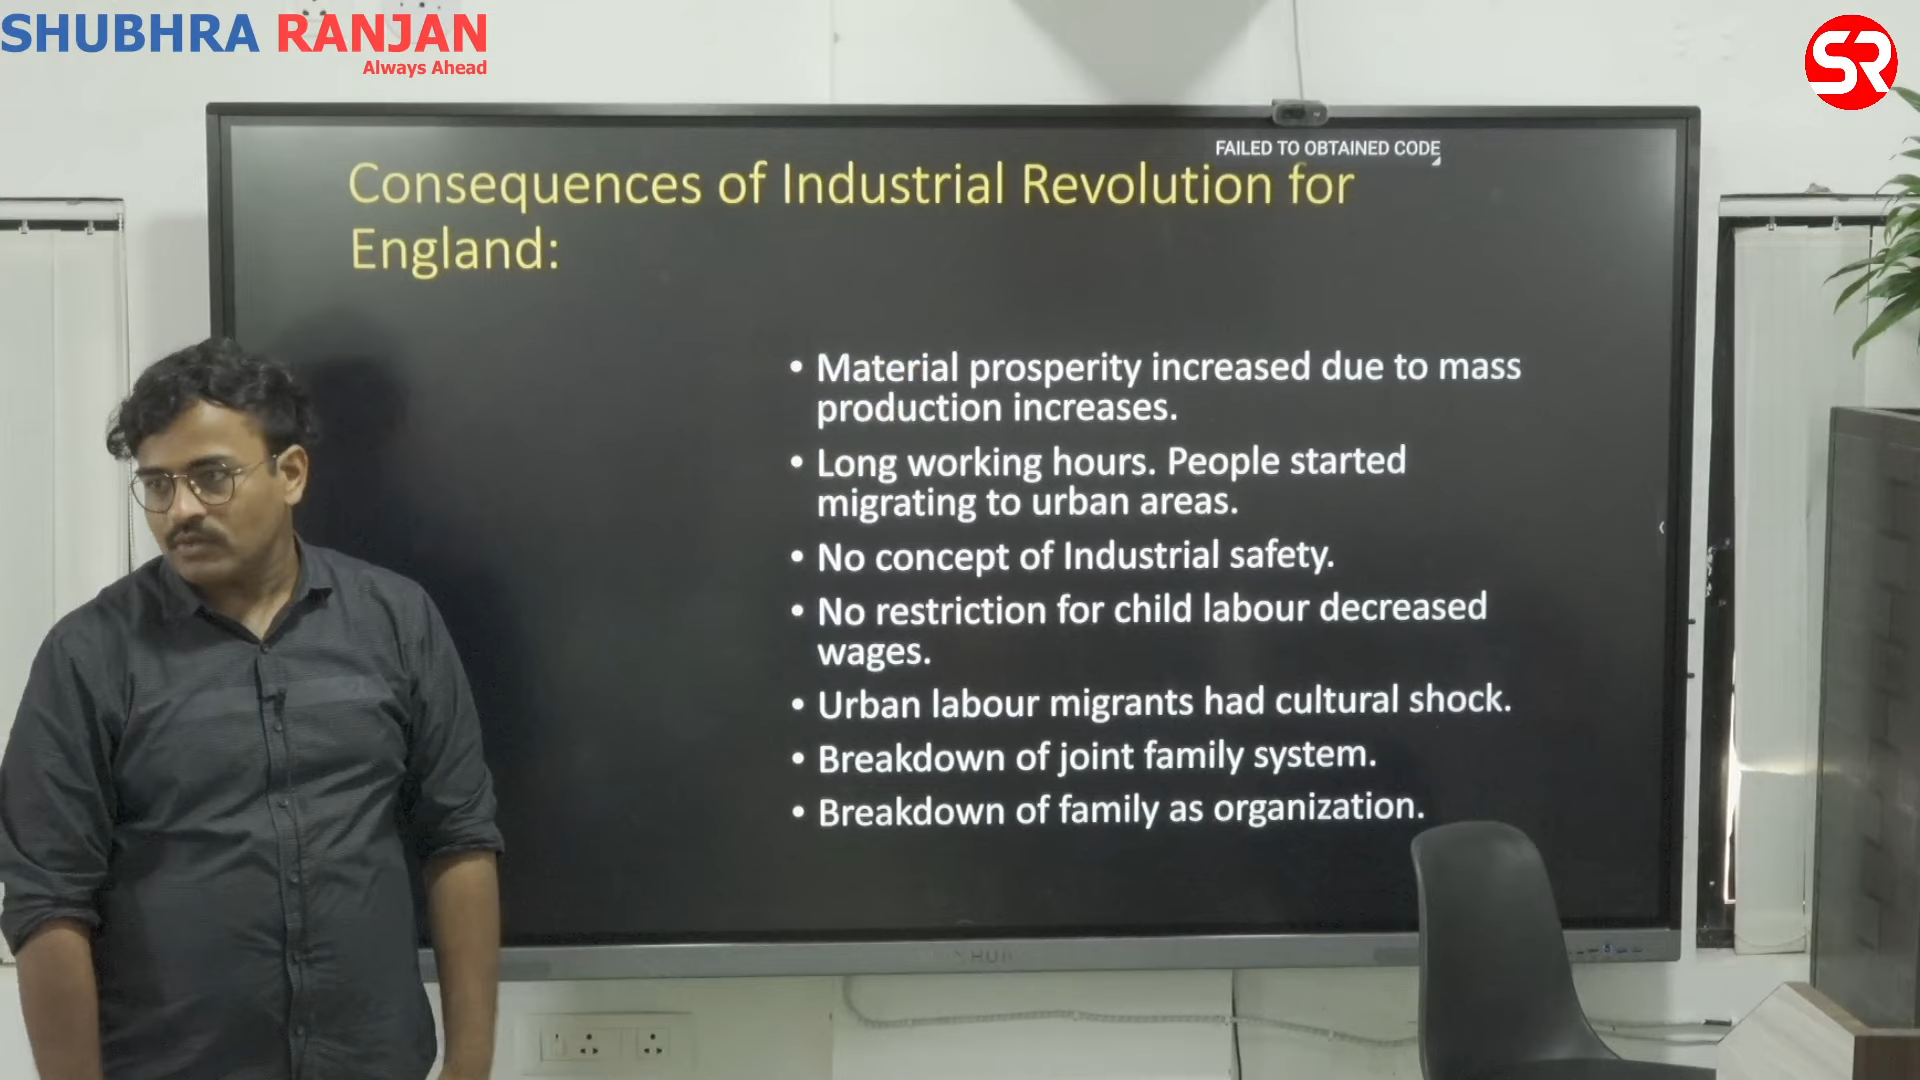 SHUBHRA RANJAN
Always Ahead
SR
FAILED TO OBTAINED CODE
Consequences of Industrial Revolution for
England:
• Material prosperity increased due to mass
production increases.
• Long working hours. People started
migrating to urban areas.
• No concept of Industrial safety.
• No restriction for child labour decreased
wages.
• Urban labour migrants had cultural shock.
• Breakdown of joint family system.
• Breakdown of family as organization.